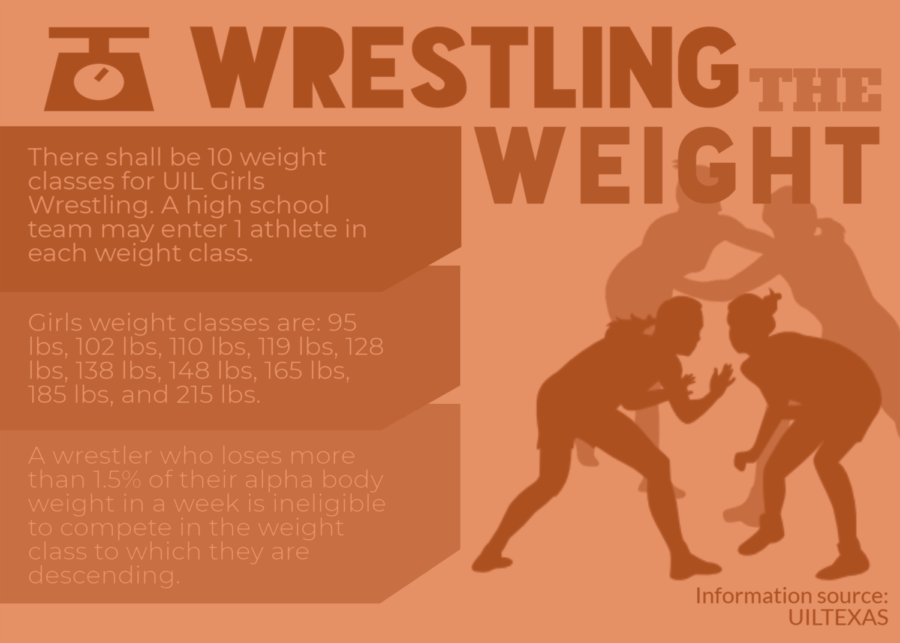 WRESTLING THE
WEIGHT
There shall be 10 weight
classes for UIL Girls
Wrestling. A high school
team may enter 1 athlete in
each weight class.
Girls weight classes are: 95
lbs, 102 lbs, 110 lbs, 119 lbs, 128
lbs, 138 lbs, 148 lbs, 165 lbs,
185 lbs, and 215 lbs.
A wrestler who loses more
than 1.5% of their alpha body
weight in a week is ineligible
to compete in the weight
class to which they are
descending.
Information source:
UILTEXAS